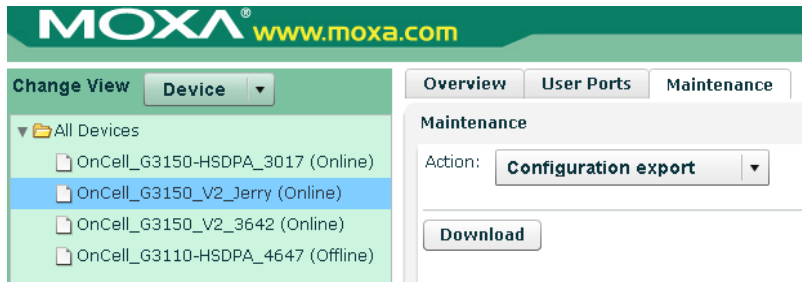 MOXA® www.moxa.com
Change View Device
All Devices
OnCell_G3150-HSDPA_3017 (Online)
OnCell_G3150_V2_Jerry (Online)
OnCell_G3150_V2_3642 (Online)
OnCell_G3110-HSDPA_4647 (Offline)
Overview User Ports Maintenance
Maintenance
Action: Configuration export
Download